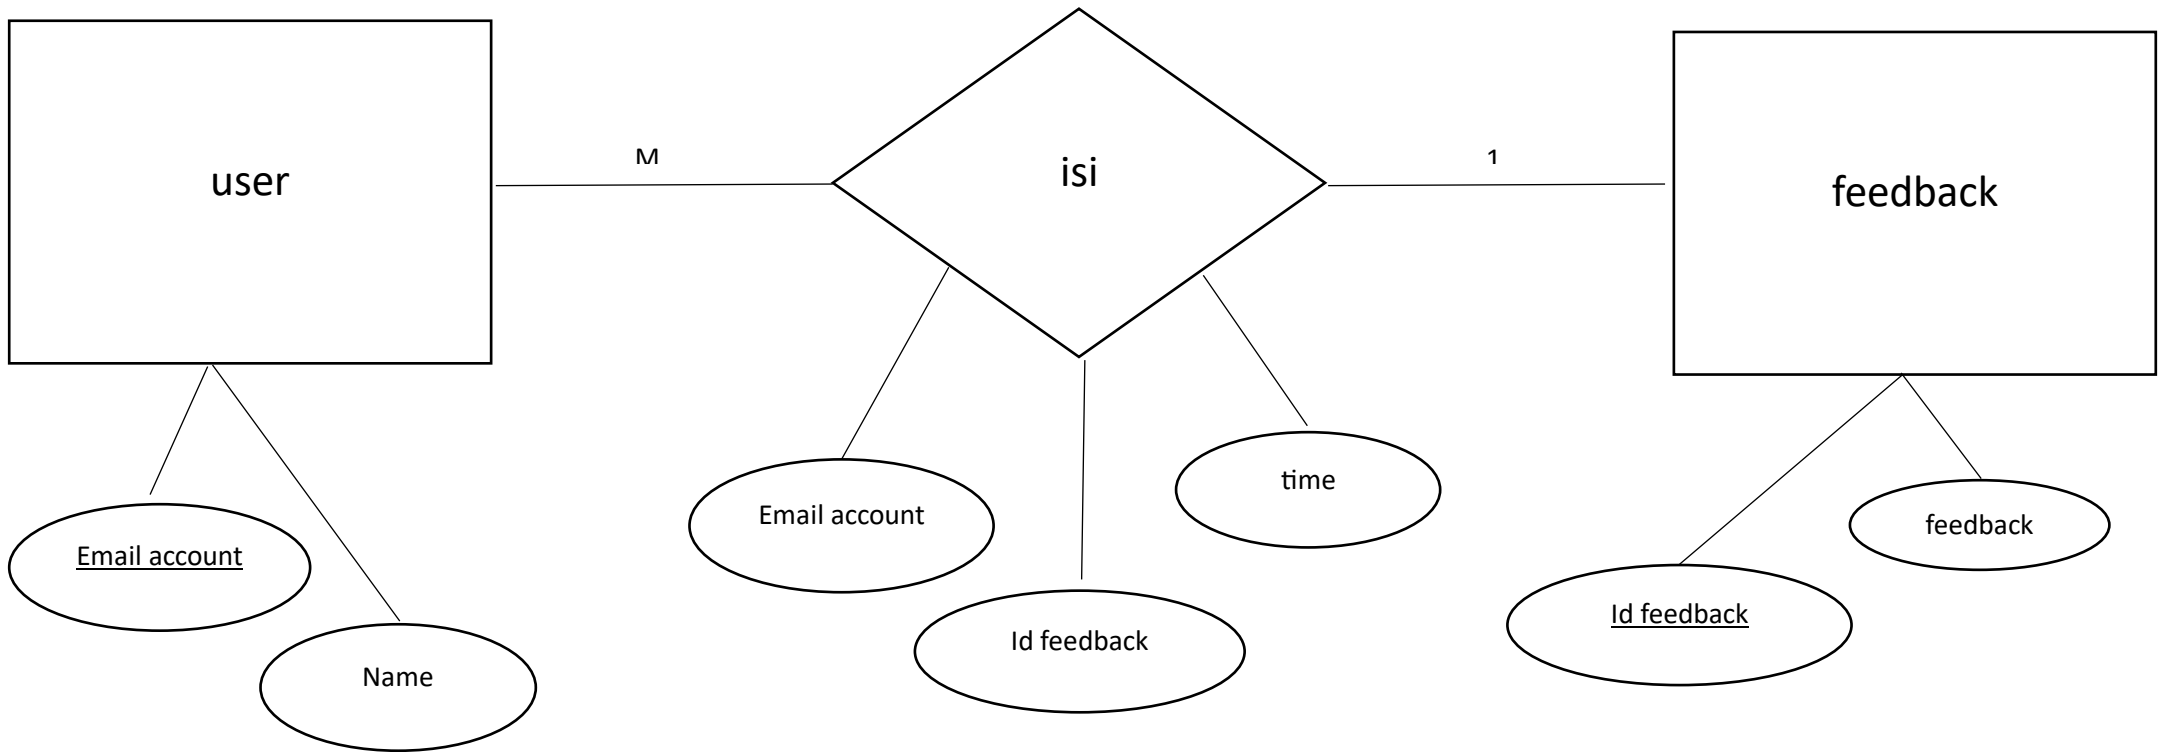 user
M
isi
1
feedback
Email account
Name
Email account
Id feedback
time
Id feedback
feedback